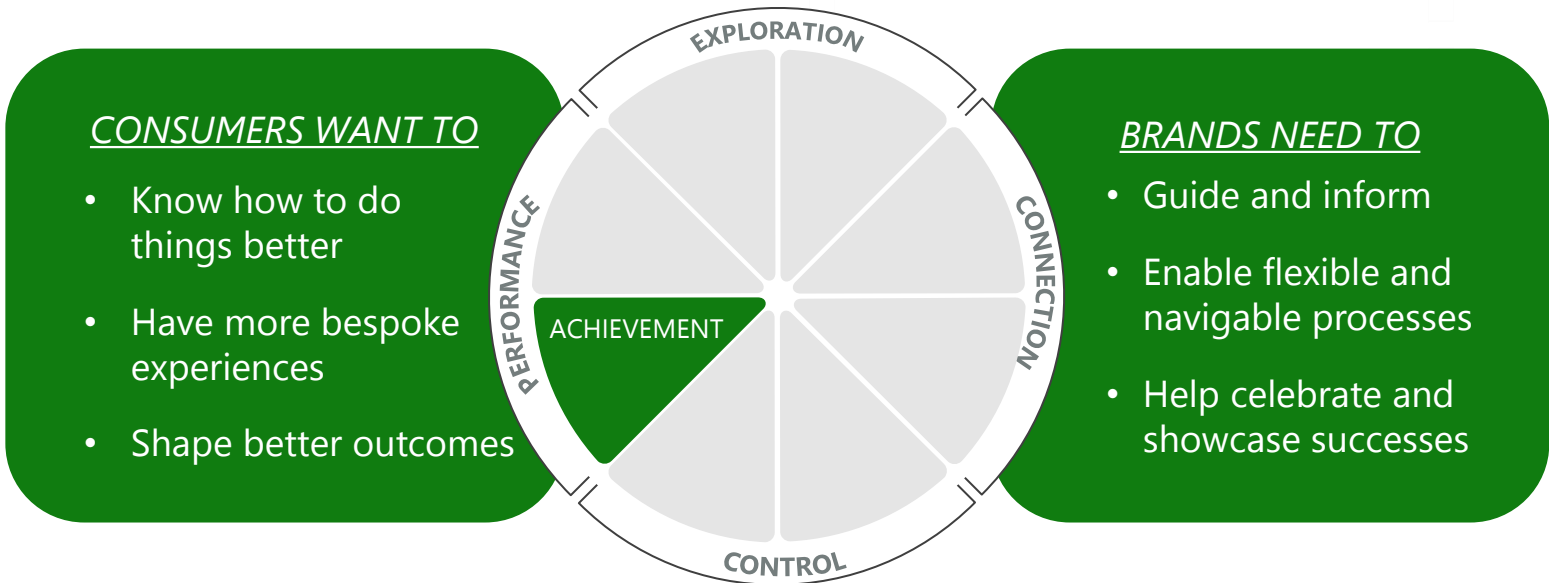 EXPLORATION
CONSUMERS WANT TO
• Know how to do
things better
• Have more bespoke
experiences
• Shape better outcomes
PERFORMANCE
ACHIEVEMENT
CONNECTION
CONTROL
BRANDS NEED TO
• Guide and inform
• Enable flexible and
navigable processes
• Help celebrate and
showcase successes